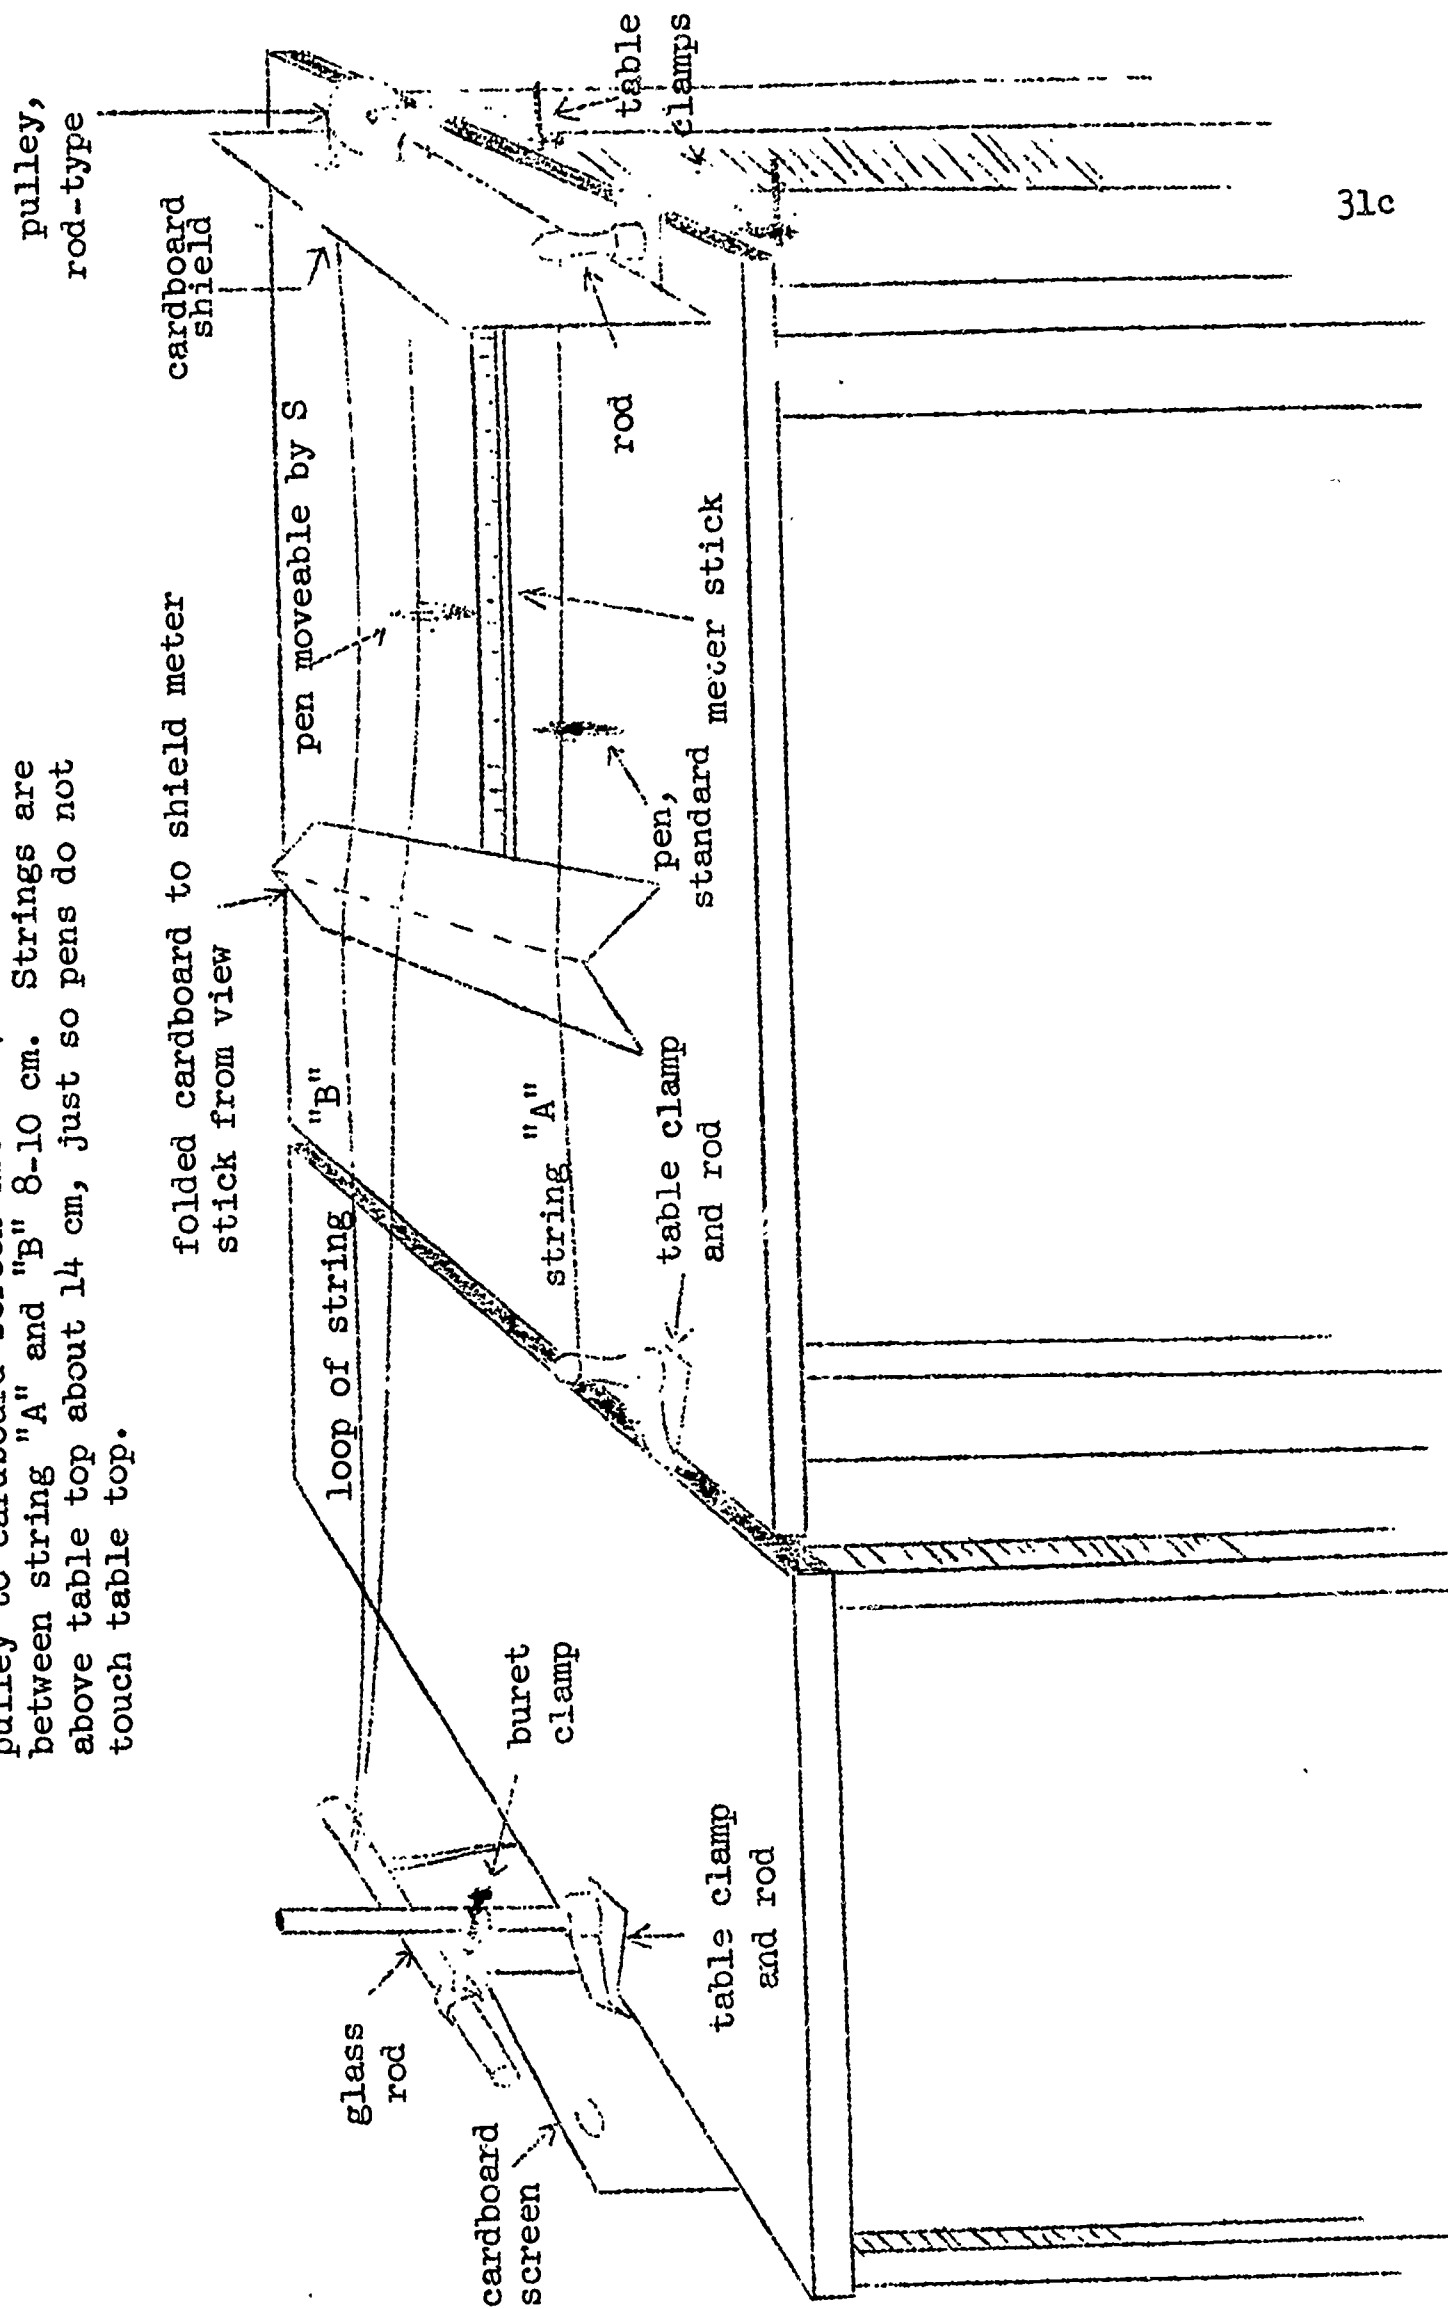 pulley to cardboard
between string "A" and "B" 8-10 cm. Strings are
above table top about 14 cm, just so pens do not
touch table top.
pulley,
rod-type
cardboard
shield
folded cardboard to shield meter
stick from view
pen moveable by S
table
clamps
loop of string "B"
string "A"
rod
meter stick
pen,
standard
table clamp
and rod
glass
rod
buret
clamp
cardboard
screen
table clamp
and rod
31c